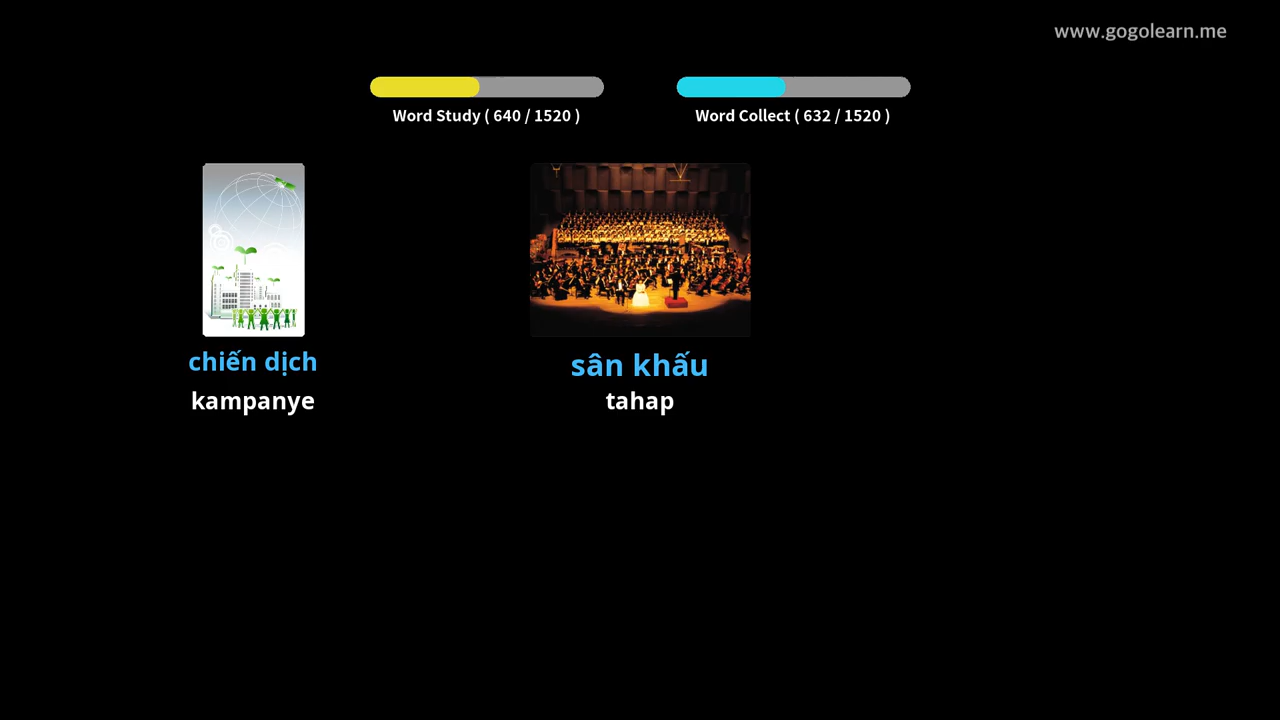 www.gogolearn.me
Word Study ( 640 / 1520 )
Word Collect ( 632 / 1520 )
chiến dịch
kampanye
sân khấu
tahap